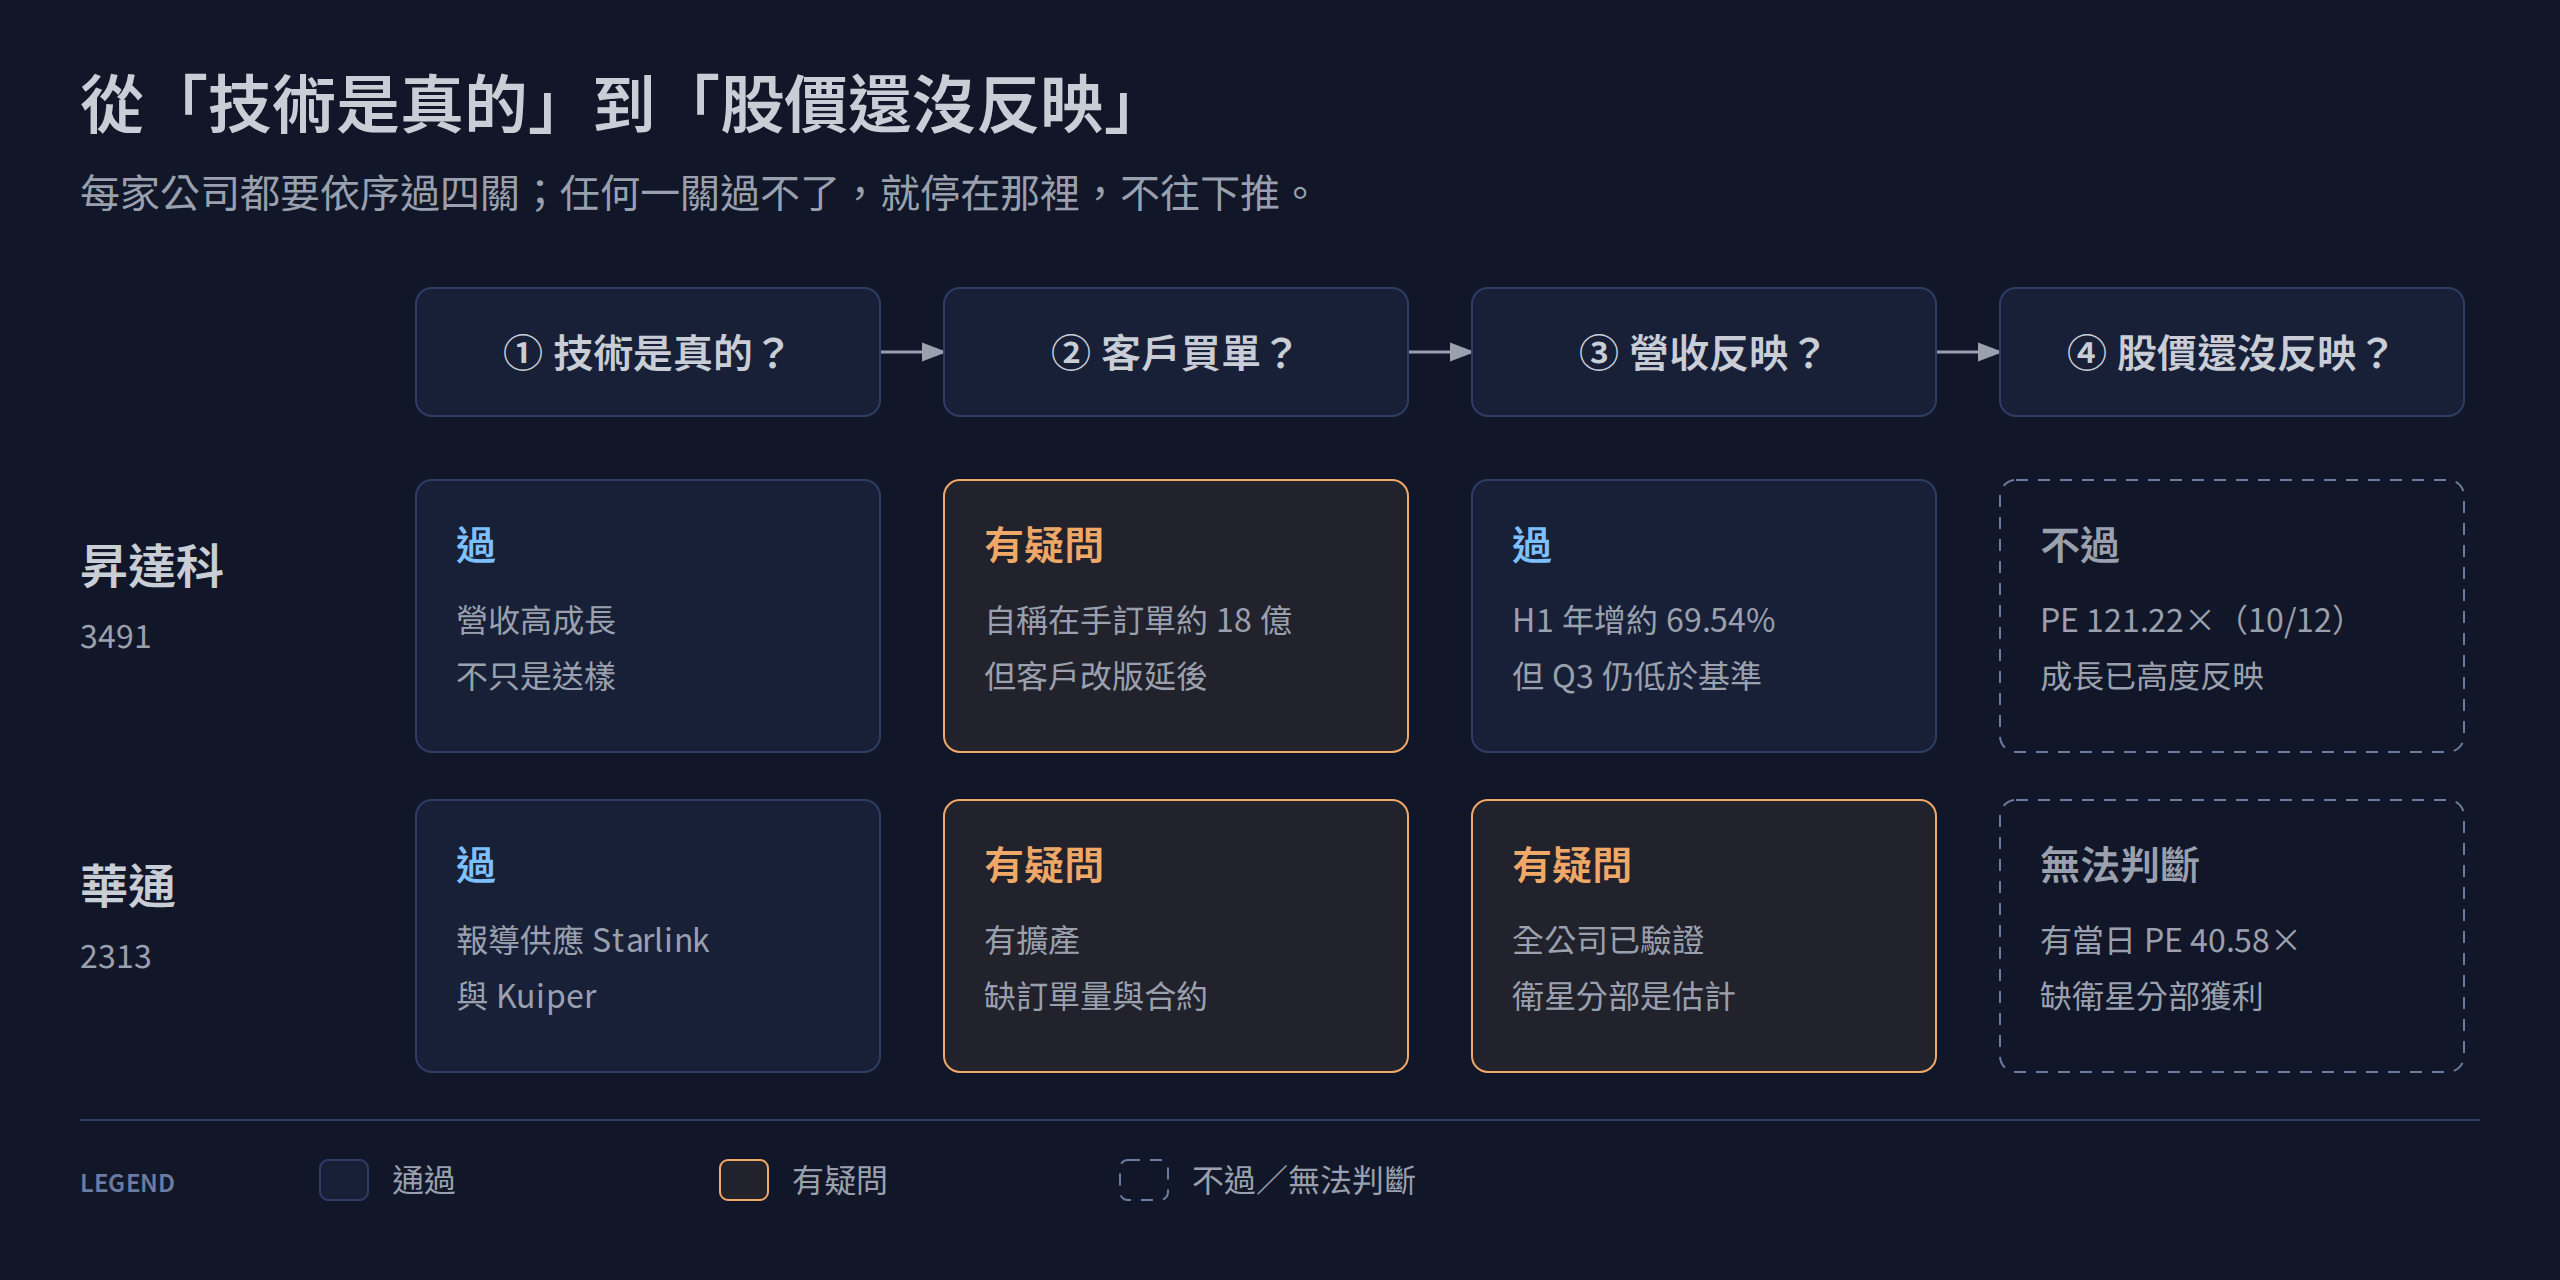 從「技術是真的」到「股價還沒反映」
每家公司都要依序過四關；任何一關過不了，就停在那裡，不往下推。
① 技術是真的？
② 客戶買單？
③ 營收反映？
④ 股價還沒反映？
昇達科
3491
過
營收高成長
不只是送樣
有疑問
自稱在手訂單約 18 億
但客戶改版延後
過
H1 年增約 69.54%
但 Q3 仍低於基準
不過
PE 121.22×（10/12）
成長已高度反映
華通
2313
過
報導供應 Starlink
與 Kuiper
有疑問
有擴產
缺訂單量與合約
有疑問
全公司已驗證
衛星分部是估計
無法判斷
有當日 PE 40.58×
缺衛星分部獲利
LEGEND
通過
有疑問
不過／無法判斷